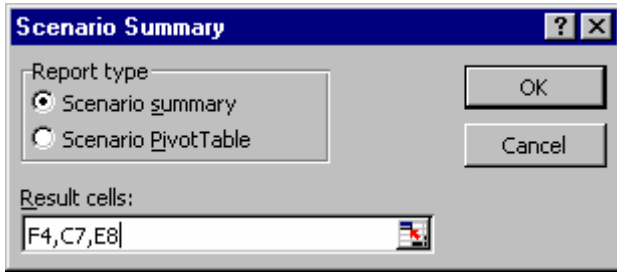 Scenario Summary
Report type
Scenario summary
Scenario PivotTable
OK
Cancel
Result cells:
F4,C7,E8